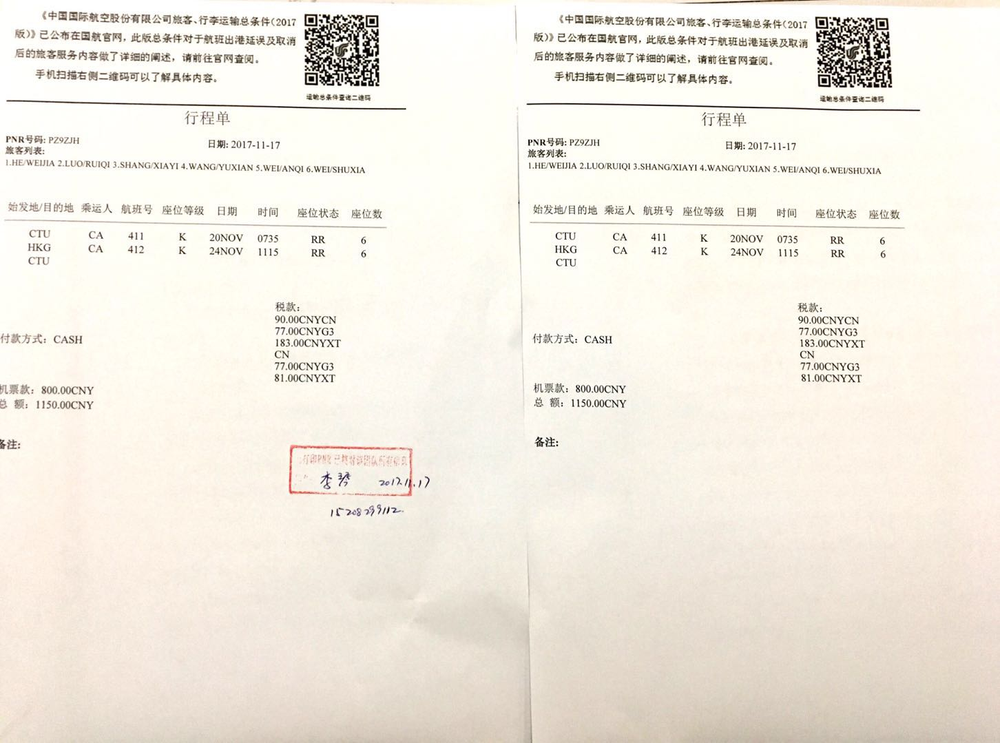 《中国国际航空股份有限公司旅客、行李运输总条件(2017
版)》已公布在国航官网，此版总条件对于航班出港延误及取消
后的旅客服务内容做了详细的阐述，请前往官网查阅。
手机扫描右侧二维码可以了解具体内容。
运输总条件查询二维码
行程单
PNR号码: PZ9ZJH
日期: 2017-11-17
旅客列表:
1.HE/WEIJIA 2.LUO/RUIQI 3.SHANG/XIAYI 4.WANG/YUXIAN 5.WEI/ANQI 6.WEI/SHUXIA
始发地/目的地 乘运人 航班号 座位等级 日期 时间 座位状态 座位数
CTU CA 411 K 20NOV 0735 RR 6
HKG CA 412 K 24NOV 1115 RR 6
CTU
税款：
90.00CNYCN
77.00CNYG3
付款方式：CASH
183.00CNYXT
CN
77.00CNYG3
81.00CNYXT
机票款：800.00CNY
总 额：1150.00CNY
备注:
打印PNR已核对该团队所有信息
李琴 2017.11.17
15208299112.
《中国国际航空股份有限公司旅客、行李运输总条件(2017
版)》已公布在国航官网，此版总条件对于航班出港延误及取消
后的旅客服务内容做了详细的阐述，请前往官网查阅。
手机扫描右侧二维码可以了解具体内容。
运输总条件查询二维码
行程单
PNR号码: PZ9ZJH
日期: 2017-11-17
旅客列表:
1.HE/WEIJIA 2.LUO/RUIQI 3.SHANG/XIAYI 4.WANG/YUXIAN 5.WEI/ANQI 6.WEI/SHUXIA
始发地/目的地 乘运人 航班号 座位等级 日期 时间 座位状态 座位数
CTU CA 411 K 20NOV 0735 RR 6
HKG CA 412 K 24NOV 1115 RR 6
CTU
税款：
90.00CNYCN
77.00CNYG3
付款方式：CASH
183.00CNYXT
CN
77.00CNYG3
81.00CNYXT
机票款：800.00CNY
总 额：1150.00CNY
备注: